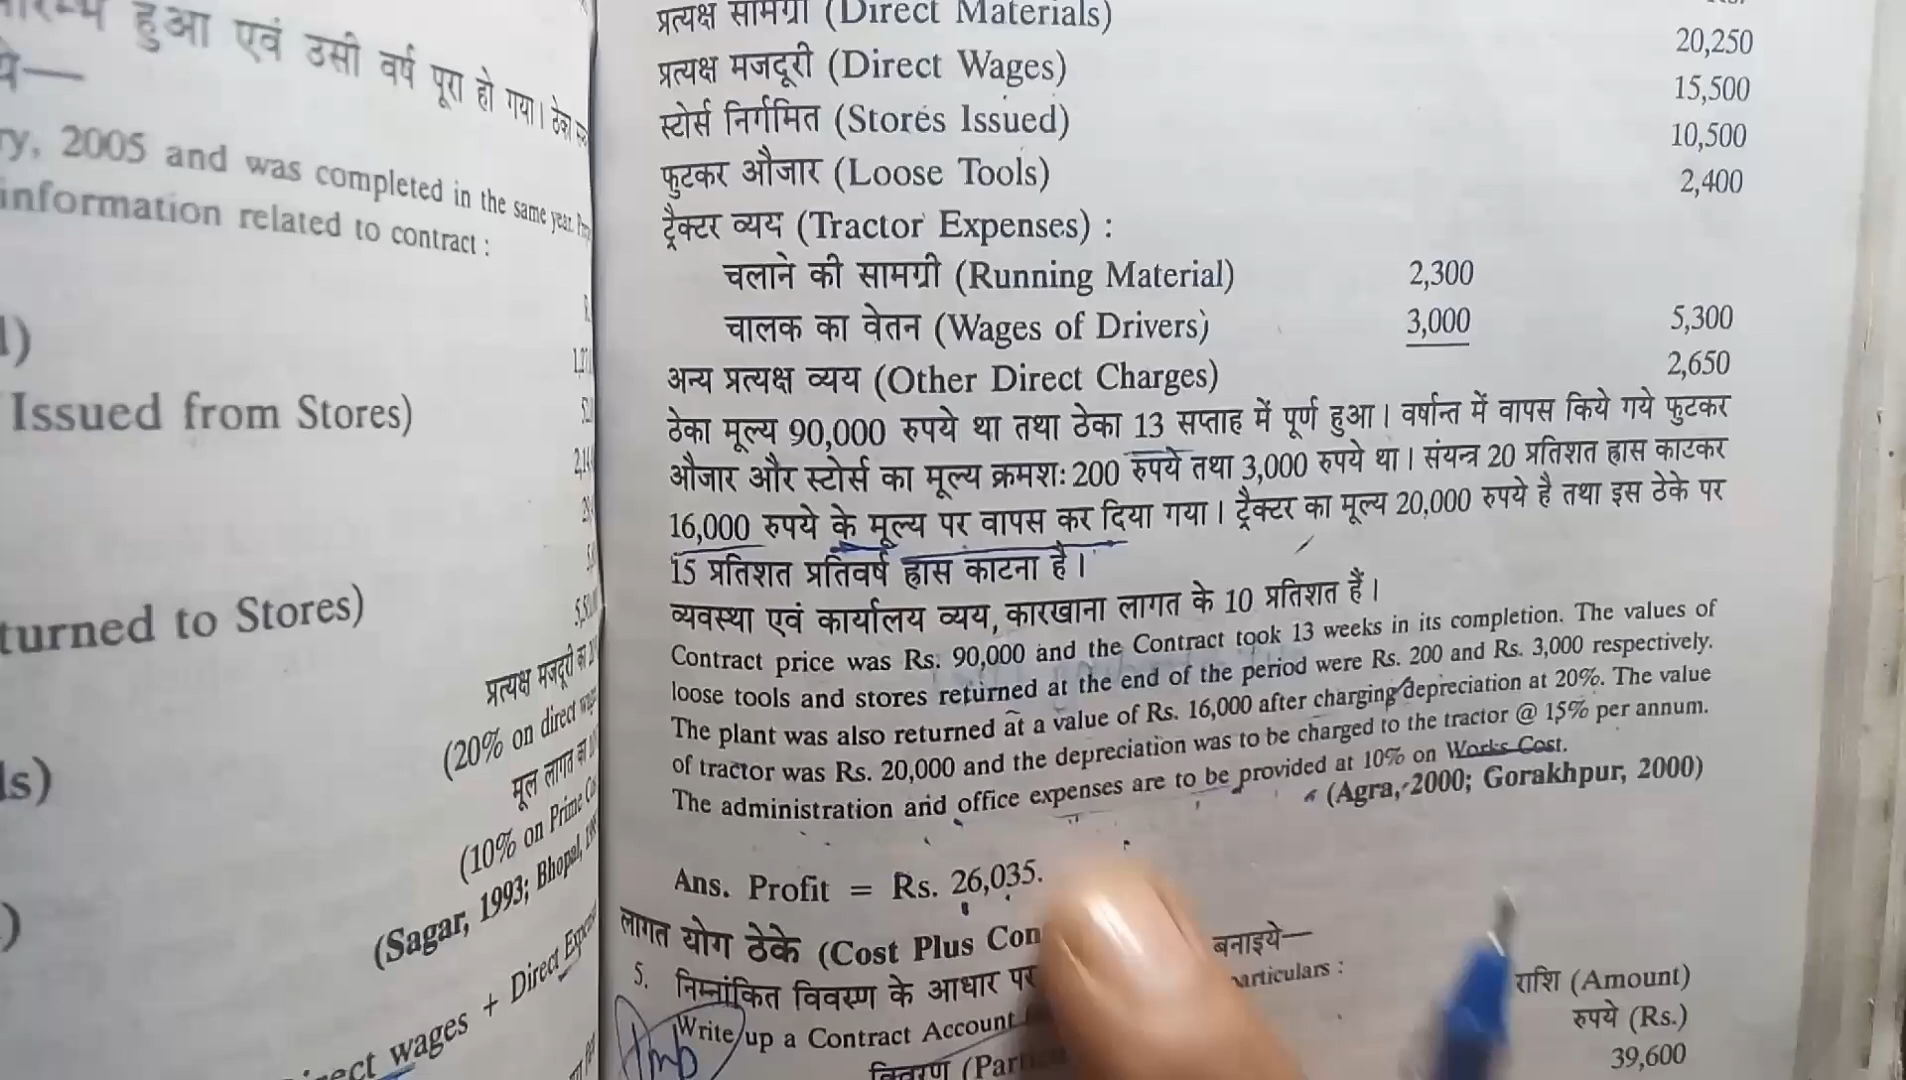 हुआ एवं उसी वर्ष पूरा हो गया। ठेका
ये—
ry, 2005 and was completed in the same year.
information related to contract :
l)
Issued from Stores)
turned to Stores)
प्रत्यक्ष मजदूरी का
(20% on direct
मूल लागत का
ls)
(10% on Prime
)
(Sagar, 1993; Bhopal,
wages + Direct
प्रत्यक्ष सामग्री (Direct Materials) 20,250
प्रत्यक्ष मजदूरी (Direct Wages) 15,500
स्टोर्स निर्गमित (Stores Issued) 10,500
फुटकर औजार (Loose Tools) 2,400
ट्रैक्टर व्यय (Tractor Expenses) :
चलाने की सामग्री (Running Material) 2,300
चालक का वेतन (Wages of Drivers) 3,000 5,300
अन्य प्रत्यक्ष व्यय (Other Direct Charges) 2,650
ठेका मूल्य 90,000 रुपये था तथा ठेका 13 सप्ताह में पूर्ण हुआ। वर्षान्त में वापस किये गये फुटकर
औजार और स्टोर्स का मूल्य क्रमशः 200 रुपये तथा 3,000 रुपये था। संयन्त्र 20 प्रतिशत ह्रास काटकर
16,000 रुपये के मूल्य पर वापस कर दिया गया। ट्रैक्टर का मूल्य 20,000 रुपये है तथा इस ठेके पर
15 प्रतिशत प्रतिवर्ष ह्रास काटना है।
व्यवस्था एवं कार्यालय व्यय, कारखाना लागत के 10 प्रतिशत हैं।
Contract price was Rs. 90,000 and the Contract took 13 weeks in its completion. The values of
loose tools and stores returned at the end of the period were Rs. 200 and Rs. 3,000 respectively.
The plant was also returned at a value of Rs. 16,000 after charging depreciation at 20%. The value
of tractor was Rs. 20,000 and the depreciation was to be charged to the tractor @ 15% per annum.
The administration and office expenses are to be provided at 10% on Works Cost.
(Agra, 2000; Gorakhpur, 2000)
Ans. Profit = Rs. 26,035.
लागत योग ठेके (Cost Plus Con
5. निम्नांकित विवरण के आधार पर बनाइये—
Write up a Contract Account articulars :
विवरण राशि (Amount)
रुपये (Rs.)
39,600